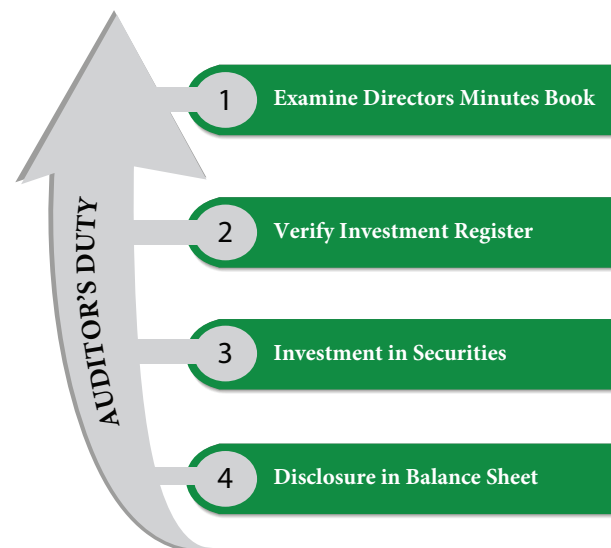 AUDITOR'S DUTY
1 Examine Directors Minutes Book
2 Verify Investment Register
3 Investment in Securities
4 Disclosure in Balance Sheet